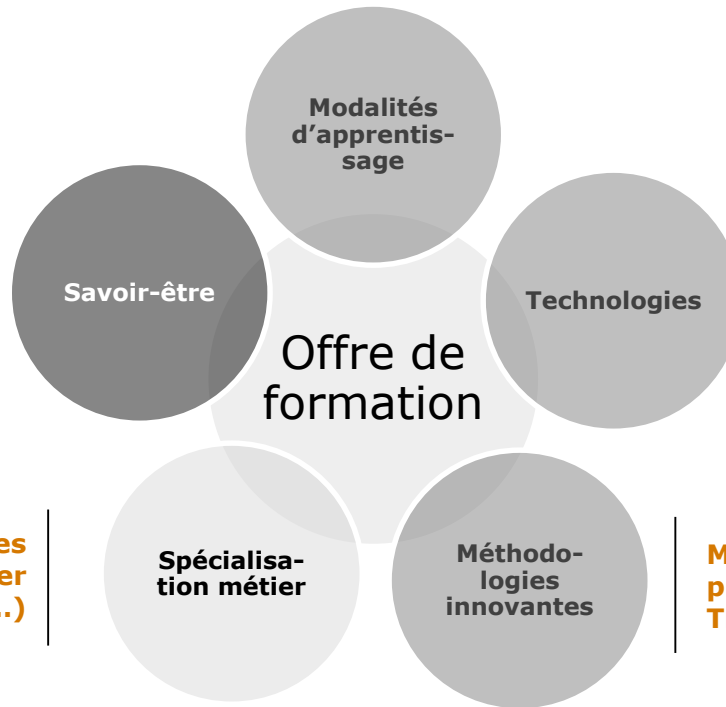 Modalités
d'apprentis-
sage
Savoir-être
Technologies
Offre de
formation
Spécialisa-
tion métier
Méthodo-
logies
innovantes